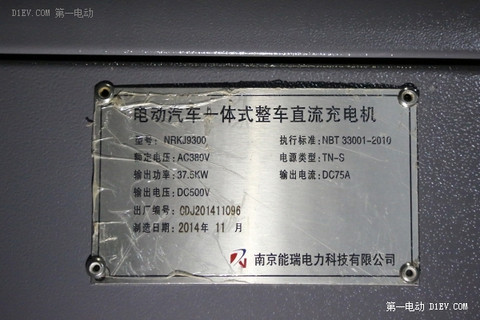 D1EV.COM 第一电动
电动汽车一体式整车直流充电机
型号: NRKJ9300 执行标准: NBT 33001-2010
额定电压: AC380V 电源类型: TN-S
输出功率: 37.5KW 输出电流: DC75A
输出电压: DC500V
出厂编号: CDJ201411096
制造日期: 2014年 11 月
南京能瑞电力科技有限公司
第一电动 D1EV.COM